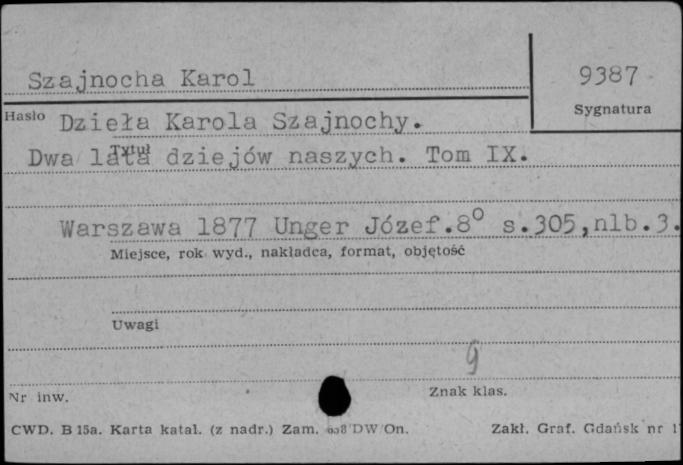 Szajnocha Karol
9387
Sygnatura
Hasło
Dzieła Karola Szajnochy.
Tytuł
Dwa lata dziejów naszych. Tom IX.
Warszawa 1877 Unger Józef.8° s.305,nlb.3.
Miejsce, rok wyd., nakładca, format, objętość
Uwagi
9
Nr inw.
Znak klas.
CWD. B 15a. Karta katal. (z nadr.) Zam. DW On.
Zakł. Graf. Gdańsk nr